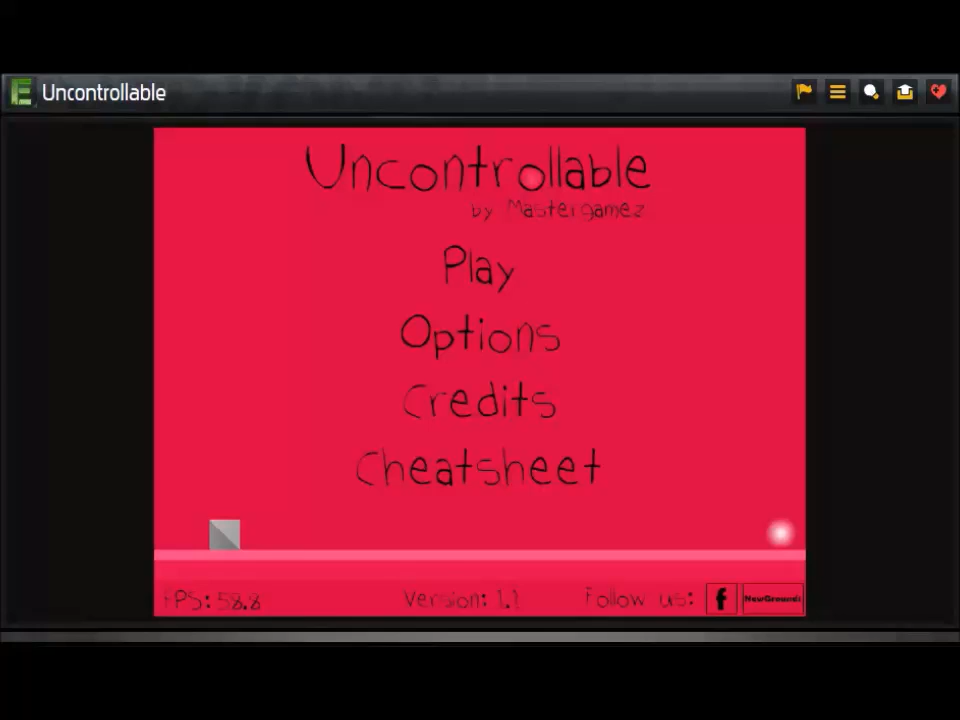 Uncontrollable
Uncontrollable
by Mastergamez
Play
Options
Credits
Cheatsheet
FPS: 58.8
Version: 1.1
Follow us:
f
NewGrounds